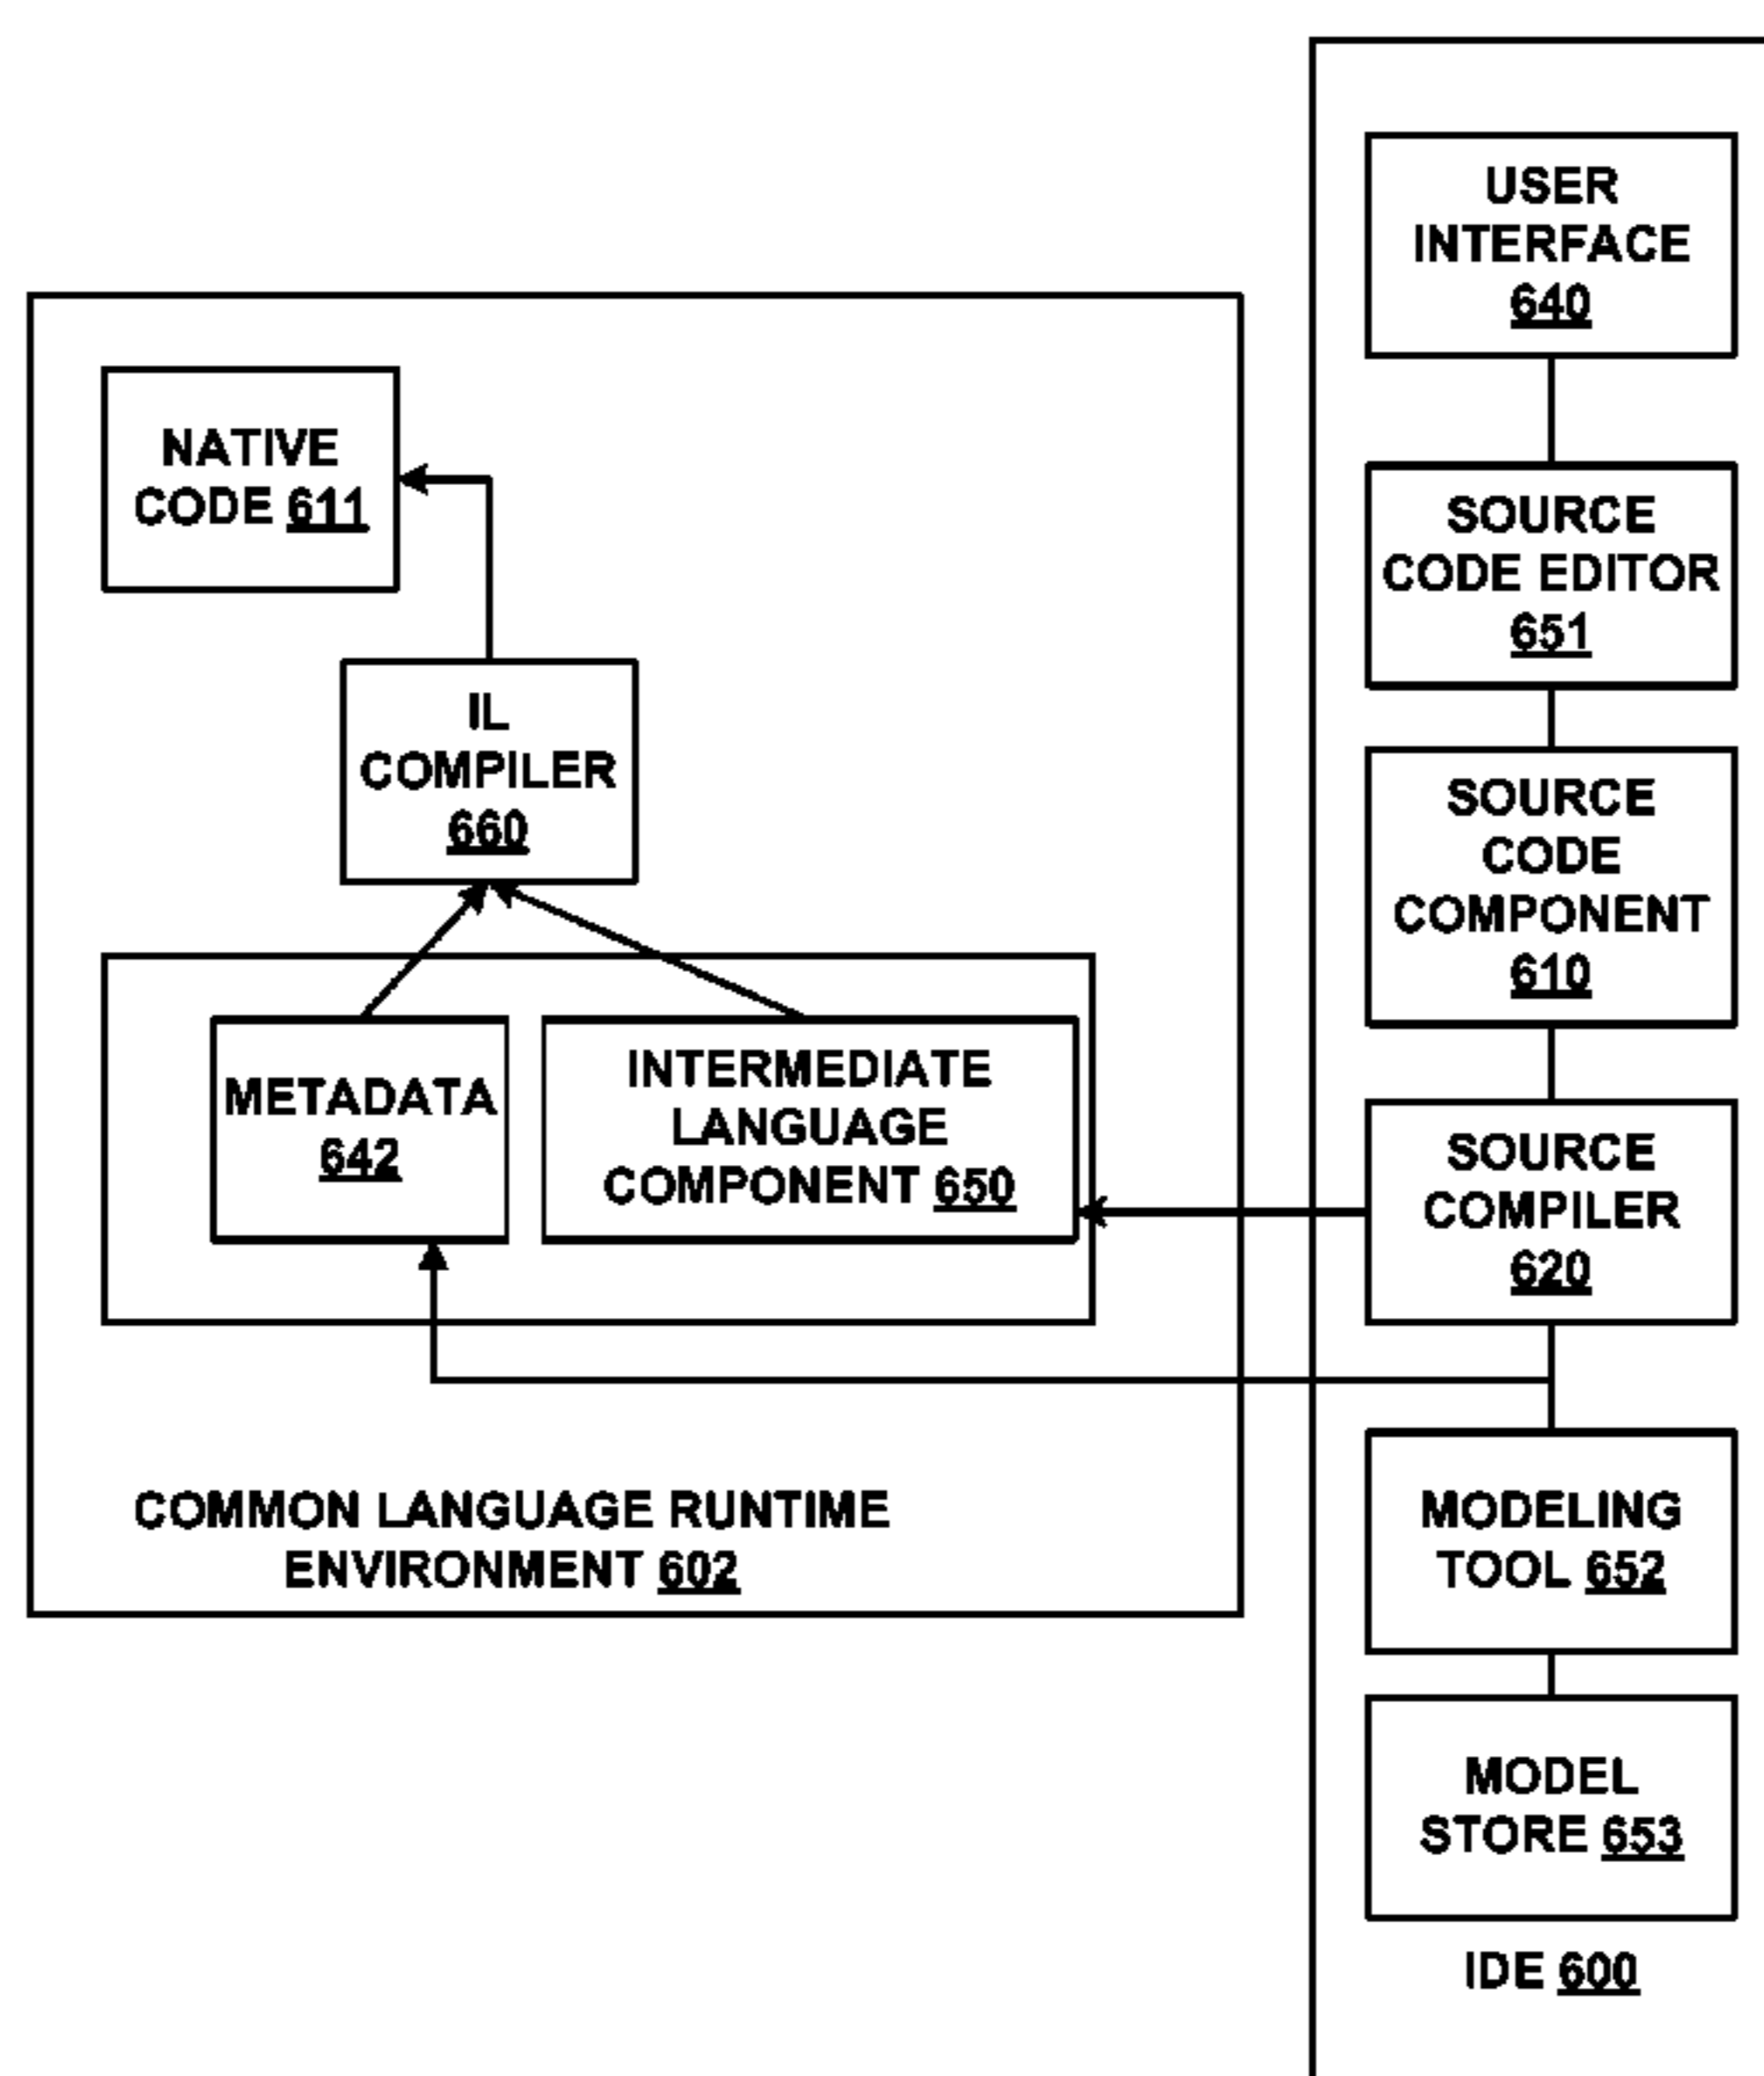 USER
INTERFACE
640
NATIVE
CODE 611
SOURCE
CODE EDITOR
651
IL
COMPILER
660
SOURCE
CODE
COMPONENT
610
METADATA
642
INTERMEDIATE
LANGUAGE
COMPONENT 650
SOURCE
COMPILER
620
COMMON LANGUAGE RUNTIME
ENVIRONMENT 602
MODELING
TOOL 652
MODEL
STORE 653
IDE 600